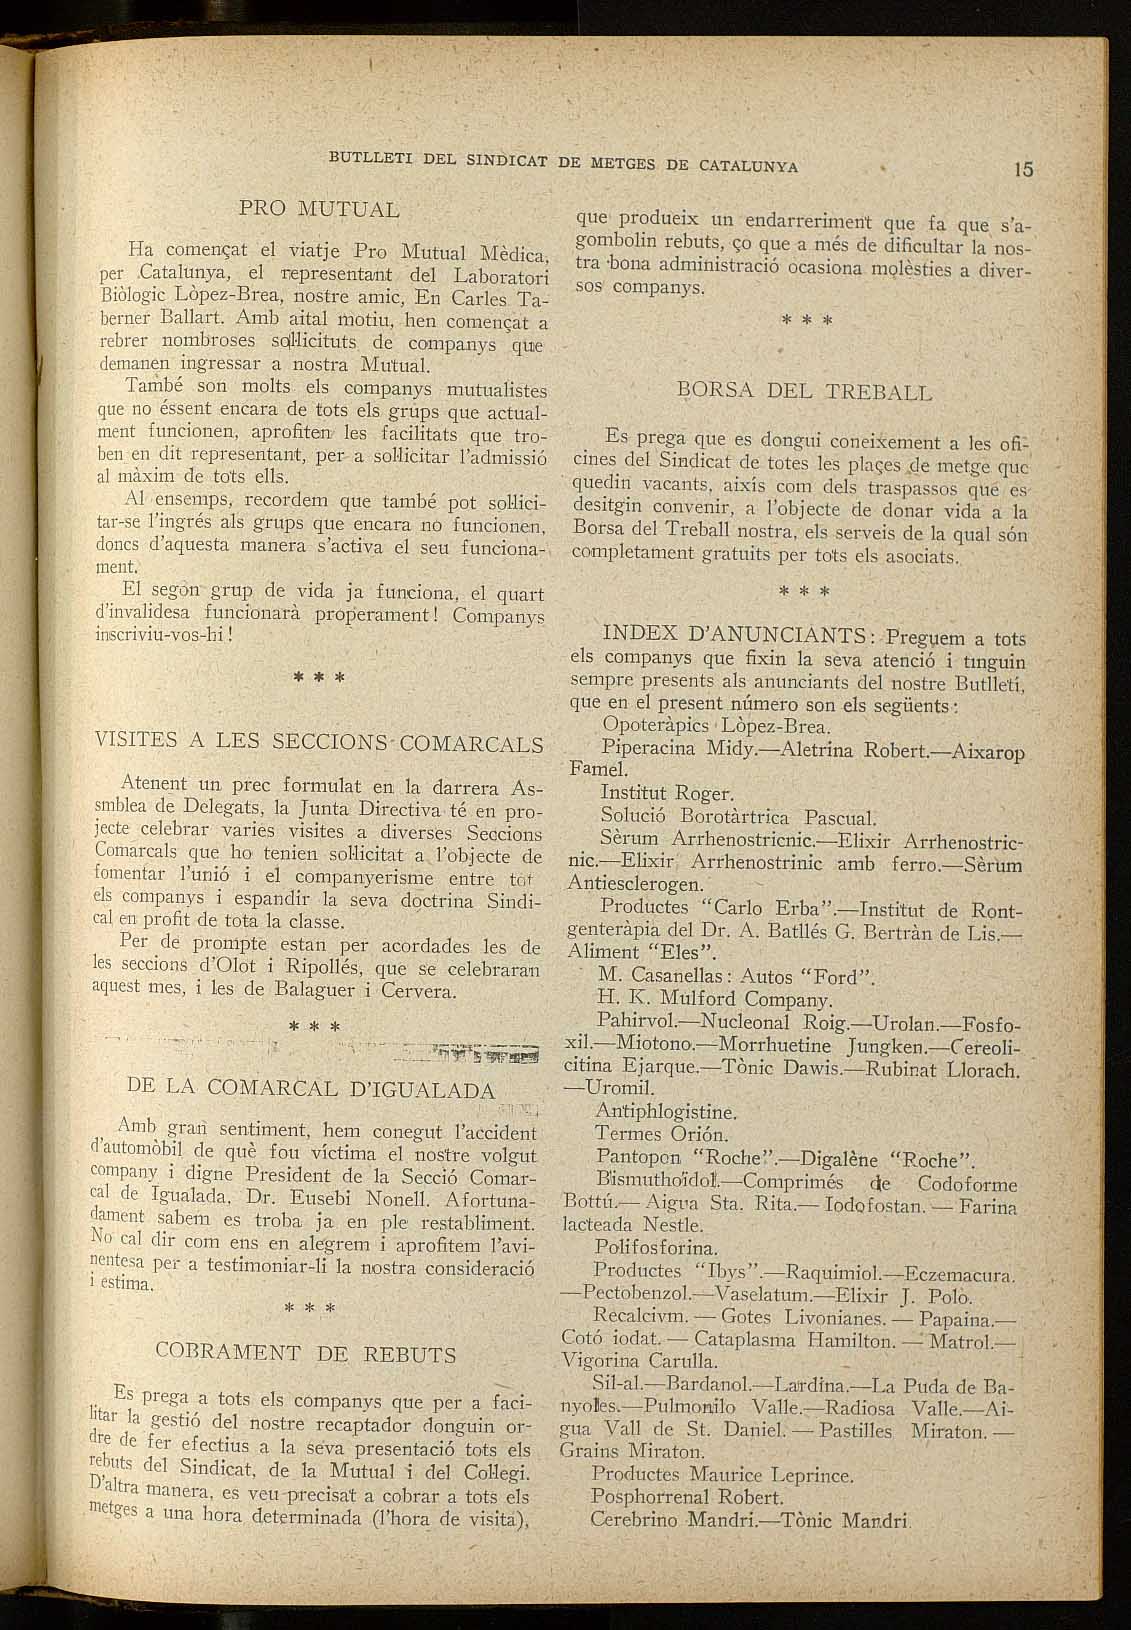 BUTLLETI DEL SINDICAT DE METGES DE CATALUNYA
15
PRO MUTUAL
Ha començat el viatje Pro Mutual Mèdica,
per Catalunya, el representant del Laboratori
Biòlogic Lòpez-Brea, nostre amic, En Carles Ta-
berner Ballart. Amb aital motiu, hen començat a
rebrer nombroses sol·licituts de companys que
demanen ingressar a nostra Mutual.
També son molts els companys mutualistes
que no éssent encara de tots els grups que actual-
ment funcionen, aprofiten les facilitats que tro-
ben en dit representant, per a sol·licitar l'admissió
al màxim de tots ells.
Al ensemps, recordem que també pot sol·lici-
tar-se l'ingrés als grups que encara no funcionen,
doncs d'aquesta manera s'activa el seu funciona-
ment.
El segòn grup de vida ja funciona, el quart
d'invalidesa funcionarà properament! Companys
inscriviu-vos-hi!
* * *
VISITES A LES SECCIONS COMARCALS
Atenent un prec formulat en la darrera As-
smblea de Delegats, la Junta Directiva té en pro-
jecte celebrar varies visites a diverses Seccions
Comarcals que ho tenien sol·licitat a l'objecte de
fomentar l'unió i el companyerisme entre tot
els companys i espandir la seva doctrina Sindi-
cal en profit de tota la classe.
Per de prompte estan per acordades les de
les seccions d'Olot i Ripollés, que se celebraran
aquest mes, i les de Balaguer i Cervera.
* * *
DE LA COMARCAL D'IGUALADA
Amb gran sentiment, hem conegut l'accident
d'automòbil de què fou víctima el nostre volgut
company i digne President de la Secció Comar-
cal de Igualada, Dr. Eusebi Nonell. Afortuna-
dament sabem es troba ja en ple restabliment.
No cal dir com ens en alegrem i aprofitem l'avi-
nentesa per a testimoniar-li la nostra consideració
i estima.
* * *
COBRAMENT DE REBUTS
Es prega a tots els companys que per a faci-
litar la gestió del nostre recaptador donguin or-
dre de fer efectius a la seva presentació tots els
rebuts del Sindicat, de la Mutual i del Col·legi.
D'altra manera, es veu precisat a cobrar a tots els
metges a una hora determinada (l'hora de visita),
que produeix un endarreriment que fa que s'a-
gombolin rebuts, ço que a més de dificultar la nos-
tra bona administració ocasiona molèsties a diver-
sos companys.
* * *
BORSA DEL TREBALL
Es prega que es dongui coneixement a les ofi-
cines del Sindicat de totes les plaçes de metge que
quedin vacants, aixís com dels traspassos que es
desitgin convenir, a l'objecte de donar vida a la
Borsa del Treball nostra, els serveis de la qual són
completament gratuits per tots els asociats.
* * *
INDEX D'ANUNCIANTS: Preguem a tots
els companys que fixin la seva atenció i tinguin
sempre presents als anunciants del nostre Butlletí,
que en el present número son els següents:
Opoteràpics Lòpez-Brea.
Piperacina Midy.—Aletrina Robert.—Aixarop
Famel.
Institut Roger.
Solució Borotàrtrica Pascual.
Sèrum Arrhenostricnic.—Elixir Arrhenostric-
nic.—Elixir Arrhenostrinic amb ferro.—Sèrum
Antiesclerogen.
Productes "Carlo Erba".—Institut de Ront-
genteràpia del Dr. A. Batllés G. Bertràn de Lis.—
Aliment "Eles".
M. Casanellas: Autos "Ford".
H. K. Mulford Company.
Pahirvol.—Nucleonal Roig.—Urolan.—Fosfo-
xil.—Miotono.—Morrhuetine Jungken.—Cereoli-
citina Ejarque.—Tònic Dawis.—Rubinat Llorach.
—Uromil.
Antiphlogistine.
Termes Orión.
Pantopon "Roche".—Digalène "Roche".
Bismuthoïdol.—Comprimés de Codoforme
Bottú.— Aigua Sta. Rita.— Iodofostan. — Farina
lacteada Nestle.
Polifosforina.
Productes "Ibys".—Raquimiol.—Eczemacura.
—Pectobenzol.—Vaselatum.—Elixir J. Polo.
Recalcivm. — Gotes Livonianes. — Papaina.—
Cotó iodat. — Cataplasma Hamilton. — Matrol.—
Vigorina Carulla.
Sil-al.—Bardanol.—Lardina.—La Puda de Ba-
nyoles.—Pulmonilo Valle.—Radiosa Valle.—Ai-
gua Vall de St. Daniel. — Pastilles Miraton. —
Grains Miraton.
Productes Maurice Leprince.
Posphorrenal Robert.
Cerebrino Mandri.—Tònic Mandri.